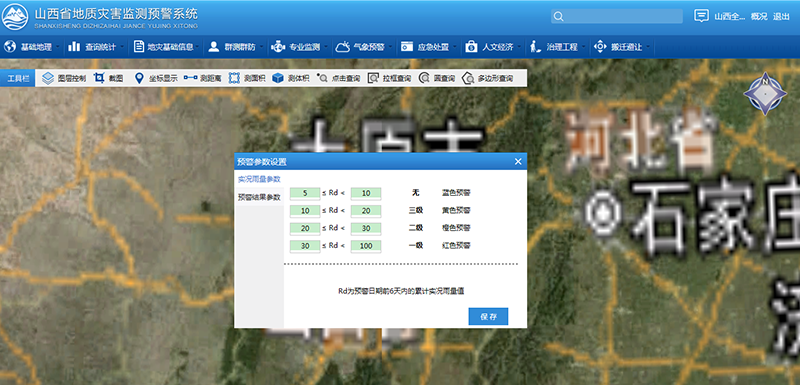 山西省地质灾害监测预警系统
SHANXISHENG DIZHIZAIHAI JIANCE YUJING XITONG
山西全... 概况 退出
基础地理 查询统计 地灾基础信息 群测群防 专业监测 气象预警 应急处置 人文经济 治理工程 搬迁避让
工具栏 图层控制 截图 坐标显示 测距离 测面积 测体积 点击查询 拉框查询 圆查询 多边形查询
N
太原市
河北省
石家庄
预警参数设置
实况雨量参数
预警结果参数
5 ≤ Rd < 10 无 蓝色预警
10 ≤ Rd < 20 三级 黄色预警
20 ≤ Rd < 30 二级 橙色预警
30 ≤ Rd < 100 一级 红色预警
Rd为预警日期前6天内的累计实况雨量值
保存